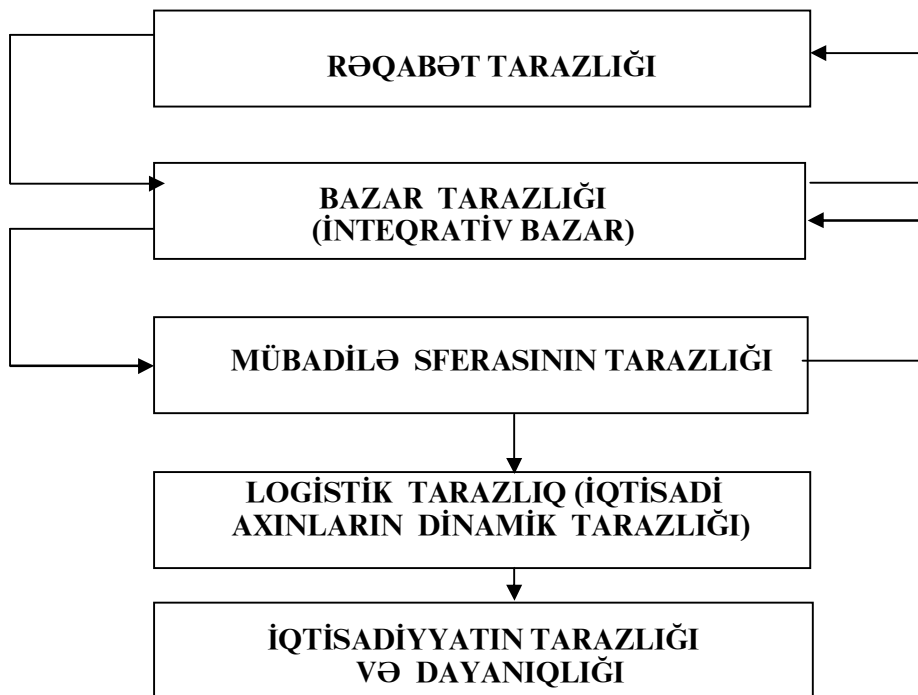 RƏQABƏT TARAZLIĞI
BAZAR TARAZLIĞI
(İNTEQRATİV BAZAR)
MÜBADİLƏ SFERASININ TARAZLIĞI
LOGİSTİK TARAZLIQ (İQTİSADİ
AXINLARIN DİNAMİK TARAZLIĞI)
İQTİSADİYYATIN TARAZLIĞI
VƏ DAYANIQLIĞI